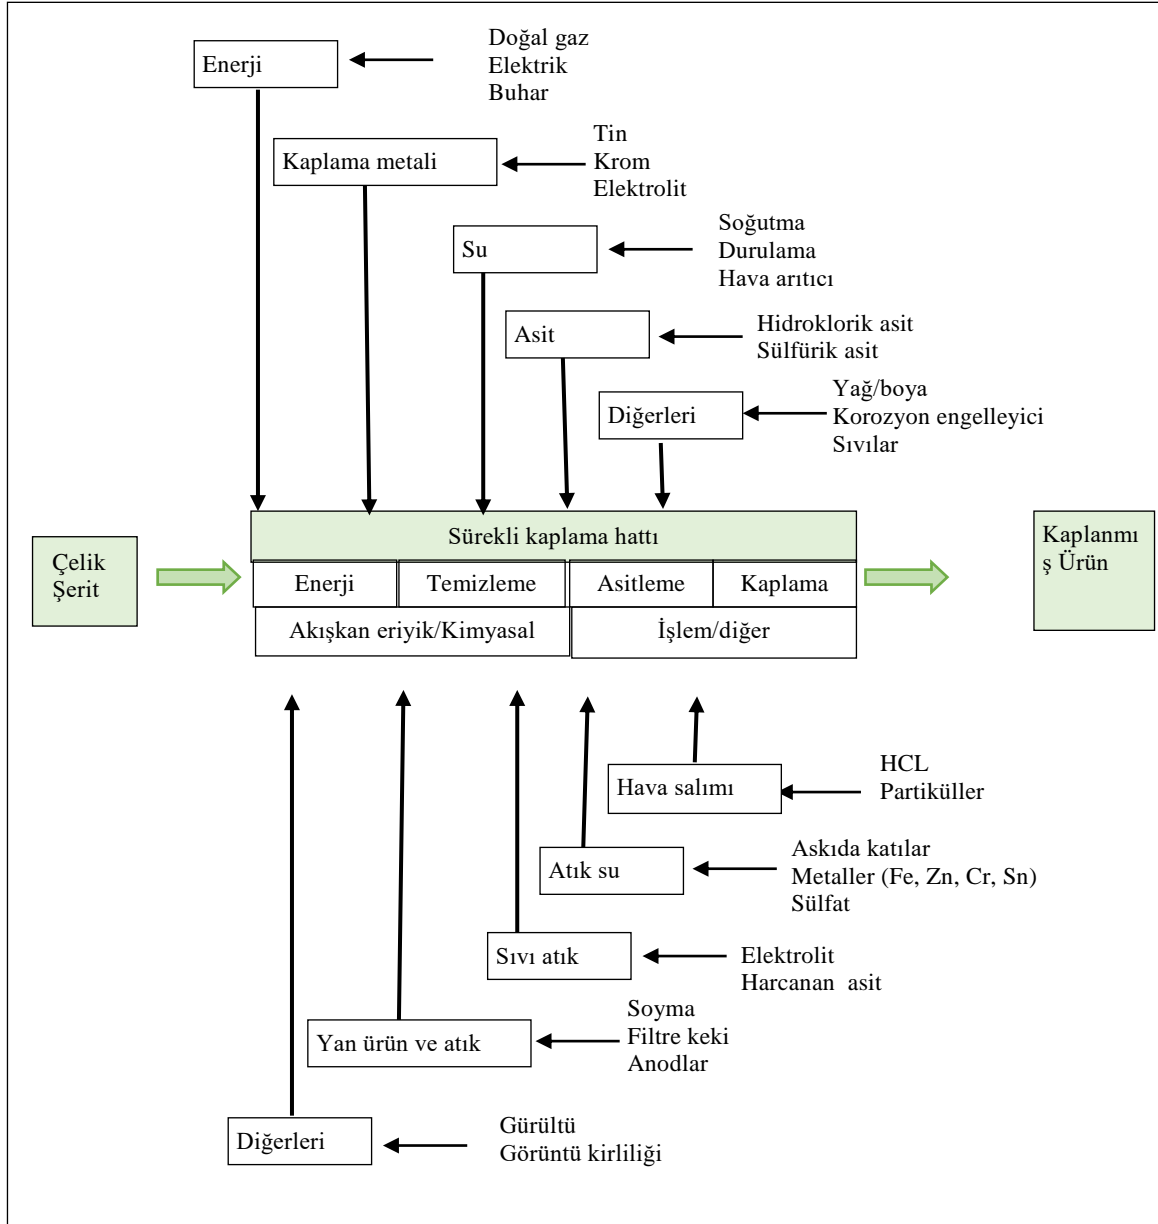 Enerji
Doğal gaz
Elektrik
Buhar
Kaplama metali
Tin
Krom
Elektrolit
Su
Soğutma
Durulama
Hava arıtıcı
Asit
Hidroklorik asit
Sülfürik asit
Diğerleri
Yağ/boya
Korozyon engelleyici
Sıvılar
Çelik
Şerit
Sürekli kaplama hattı
Enerji
Temizleme
Asitleme
Kaplama
Akışkan eriyik/Kimyasal
İşlem/diğer
Kaplanmı
ş Ürün
Hava salımı
HCL
Partiküller
Atık su
Askıda katılar
Metaller (Fe, Zn, Cr, Sn)
Sülfat
Sıvı atık
Elektrolit
Harcanan asit
Yan ürün ve atık
Soyma
Filtre keki
Anodlar
Diğerleri
Gürültü
Görüntü kirliliği